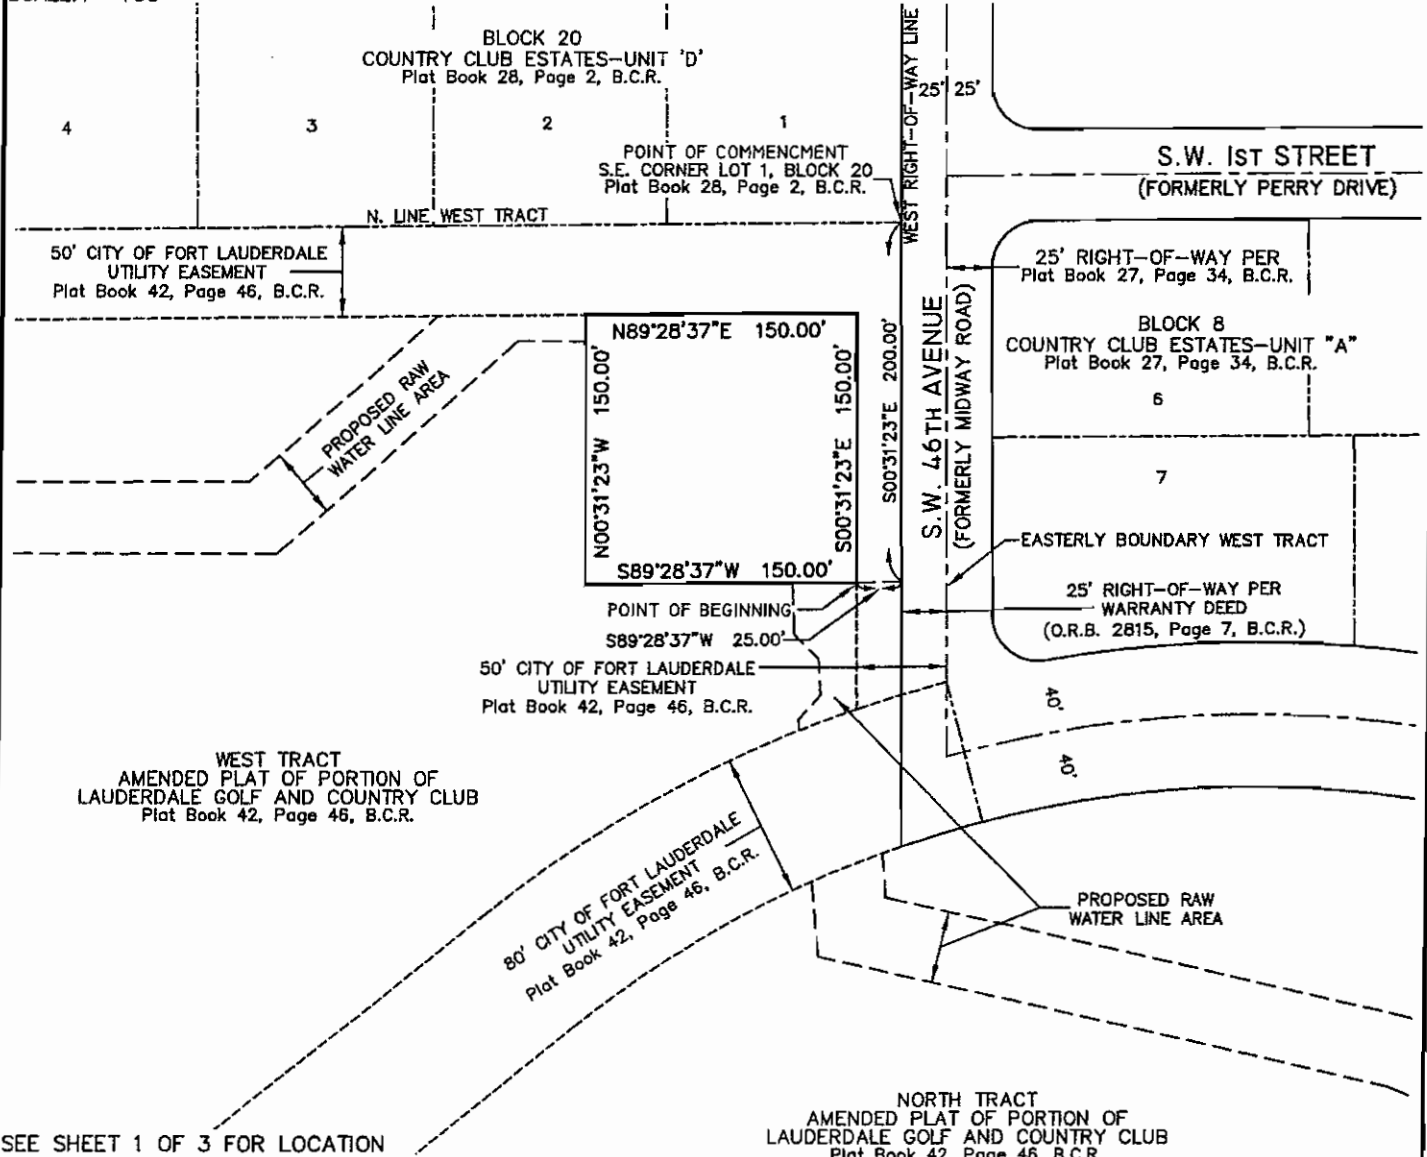 BLOCK 20
COUNTRY CLUB ESTATES-UNIT 'D'
Plat Book 28, Page 2, B.C.R.
4
3
2
1
POINT OF COMMENCMENT
S.E. CORNER LOT 1, BLOCK 20
Plat Book 28, Page 2, B.C.R.
WEST RIGHT-OF-WAY LINE
25' 25'
S.W. 1ST STREET
(FORMERLY PERRY DRIVE)
N. LINE WEST TRACT
50' CITY OF FORT LAUDERDALE
UTILITY EASEMENT
Plat Book 42, Page 46, B.C.R.
25' RIGHT-OF-WAY PER
Plat Book 27, Page 34, B.C.R.
BLOCK 8
COUNTRY CLUB ESTATES-UNIT "A"
Plat Book 27, Page 34, B.C.R.
6
7
N89°28'37"E 150.00'
N00°31'23"W 150.00'
S00°31'23"E 150.00'
S89°28'37"W 150.00'
S00°31'23"E 200.00'
S.W. 46TH AVENUE
(FORMERLY MIDWAY ROAD)
PROPOSED RAW
WATER LINE AREA
EASTERLY BOUNDARY WEST TRACT
POINT OF BEGINNING
S89°28'37"W 25.00'
25' RIGHT-OF-WAY PER
WARRANTY DEED
(O.R.B. 2815, Page 7, B.C.R.)
50' CITY OF FORT LAUDERDALE
UTILITY EASEMENT
Plat Book 42, Page 46, B.C.R.
40'
40'
WEST TRACT
AMENDED PLAT OF PORTION OF
LAUDERDALE GOLF AND COUNTRY CLUB
Plat Book 42, Page 46, B.C.R.
80' CITY OF FORT LAUDERDALE
UTILITY EASEMENT
Plat Book 42, Page 46, B.C.R.
PROPOSED RAW
WATER LINE AREA
NORTH TRACT
AMENDED PLAT OF PORTION OF
LAUDERDALE GOLF AND COUNTRY CLUB
Plat Book 42, Page 46, B.C.R.
SEE SHEET 1 OF 3 FOR LOCATION